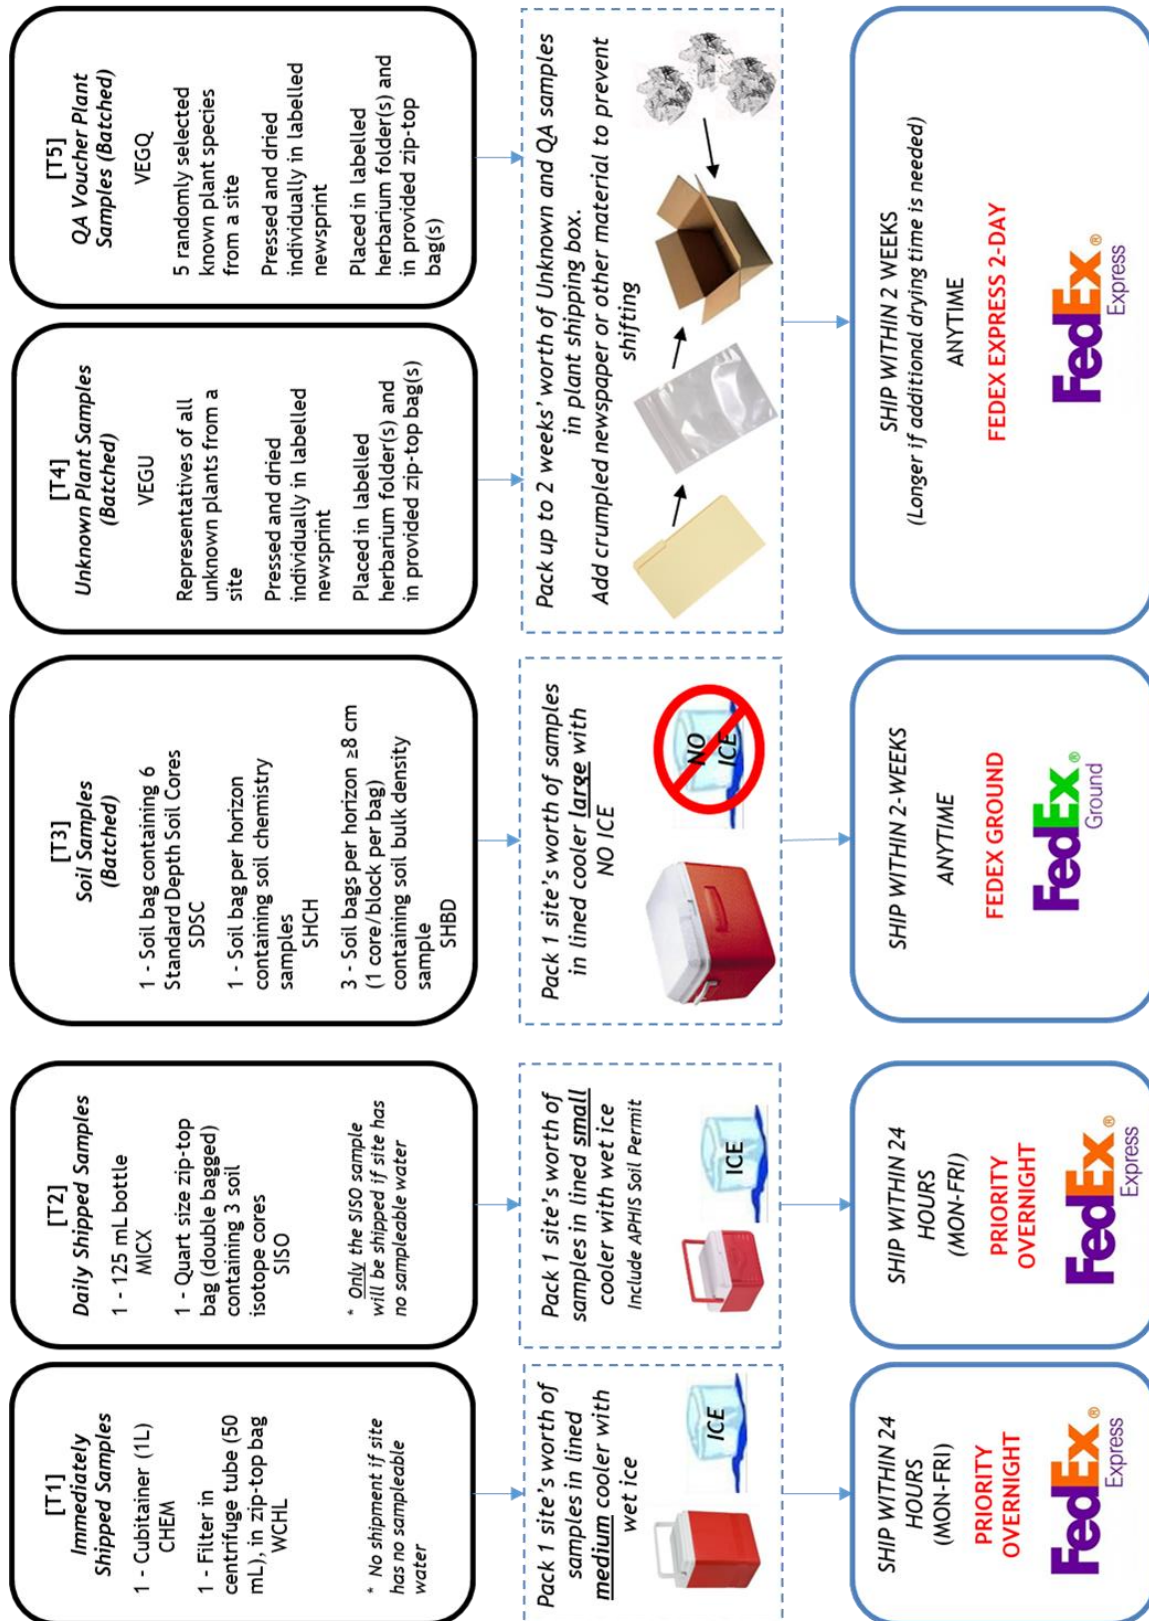 [T1]
Immediately
Shipped Samples
1 - Cubitainer (1L)
CHEM
1 - Filter in
centrifuge tube (50
mL), in zip-top bag
WCHL
* No shipment if site
has no sampleable
water
Pack 1 site's worth of
samples in lined
medium cooler with
wet ice
ICE
SHIP WITHIN 24
HOURS
(MON-FRI)
PRIORITY
OVERNIGHT
FedEx®
Express
[T2]
Daily Shipped Samples
1 - 125 mL bottle
MICX
1 - Quart size zip-top
bag (double bagged)
containing 3 soil
isotope cores
SISO
* Only the SISO sample
will be shipped if site has
no sampleable water
Pack 1 site's worth of
samples in lined small
cooler with wet ice
Include APHIS Soil Permit
ICE
SHIP WITHIN 24
HOURS
(MON-FRI)
PRIORITY
OVERNIGHT
FedEx®
Express
[T3]
Soil Samples
(Batched)
1 - Soil bag containing 6
Standard Depth Soil Cores
SDSC
1 - Soil bag per horizon
containing soil chemistry
samples
SHCH
3 - Soil bags per horizon ≥8 cm
(1 core/block per bag)
containing soil bulk density
sample
SHBD
Pack 1 site's worth of samples
in lined cooler large with
NO ICE
NO
ICE
SHIP WITHIN 2-WEEKS
ANYTIME
FEDEX GROUND
FedEx®
Ground
[T4]
Unknown Plant Samples
(Batched)
VEGU
Representatives of all
unknown plants from a
site
Pressed and dried
individually in labelled
newsprint
Placed in labelled
herbarium folder(s) and
in provided zip-top bag(s)
[T5]
QA Voucher Plant
Samples (Batched)
VEGQ
5 randomly selected
known plant species
from a site
Pressed and dried
individually in labelled
newsprint
Placed in labelled
herbarium folder(s) and
in provided zip-top
bag(s)
Pack up to 2 weeks' worth of Unknown and QA samples
in plant shipping box.
Add crumpled newspaper or other material to prevent
shifting
SHIP WITHIN 2 WEEKS
(Longer if additional drying time is needed)
ANYTIME
FEDEX EXPRESS 2-DAY
FedEx®
Express